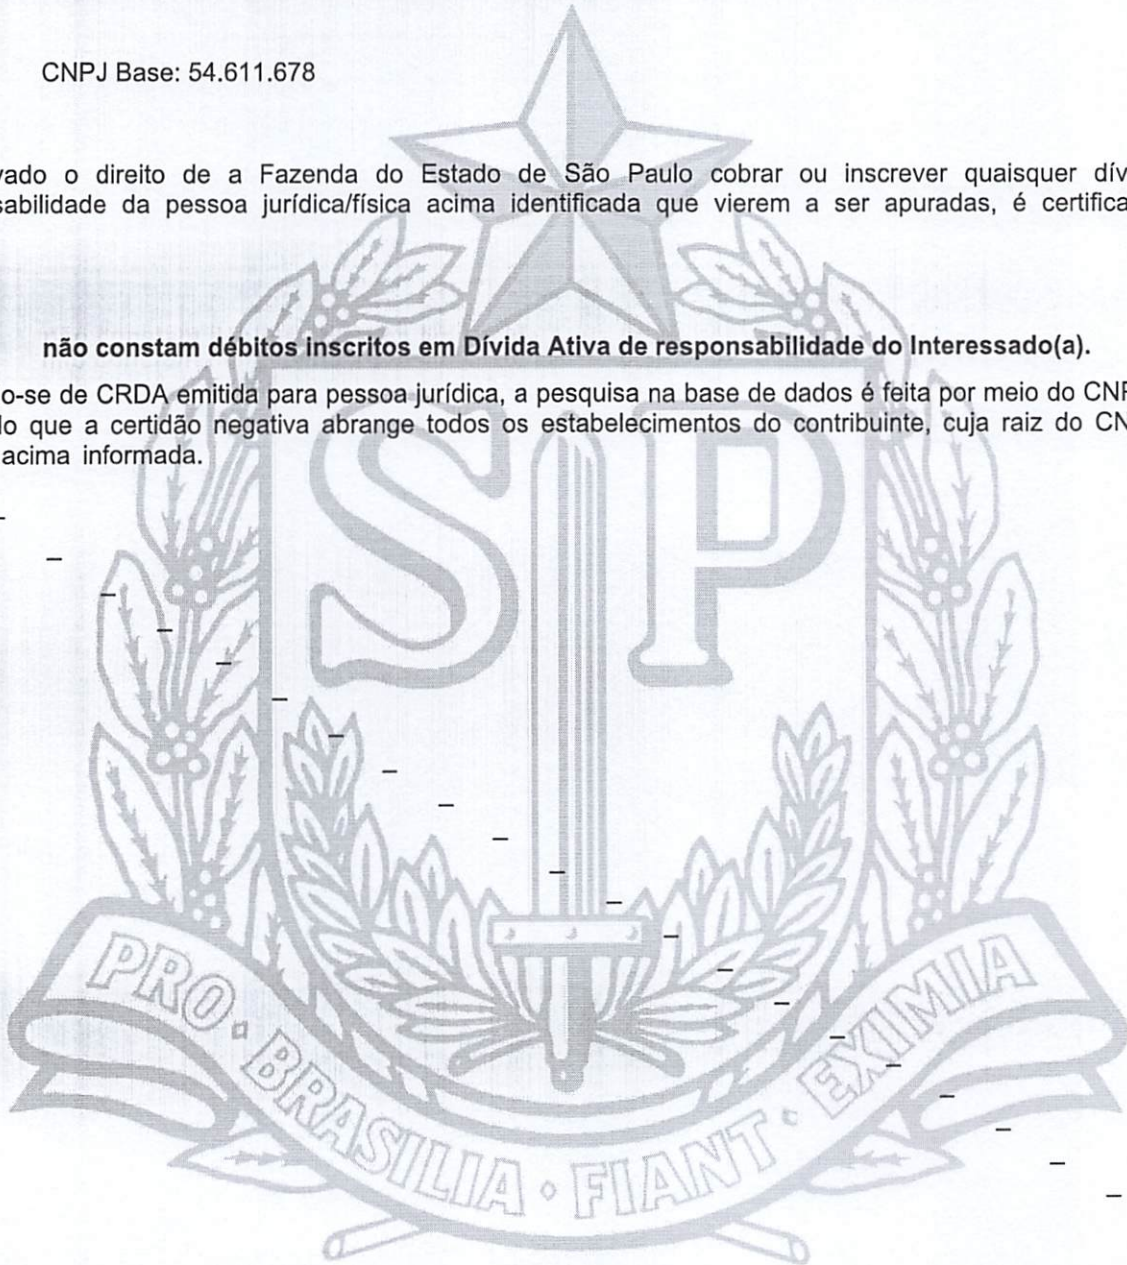 CNPJ Base: 54.611.678
vado o direito de a Fazenda do Estado de São Paulo cobrar ou inscrever quaisquer dív
sabilidade da pessoa jurídica/física acima identificada que vierem a ser apuradas, é certifica
não constam débitos inscritos em Dívida Ativa de responsabilidade do Interessado(a).
o-se de CRDA emitida para pessoa jurídica, a pesquisa na base de dados é feita por meio do CNP
lo que a certidão negativa abrange todos os estabelecimentos do contribuinte, cuja raiz do CN
acima informada.
SP
PRO · BRASILIA · FIANT · EXIMIA